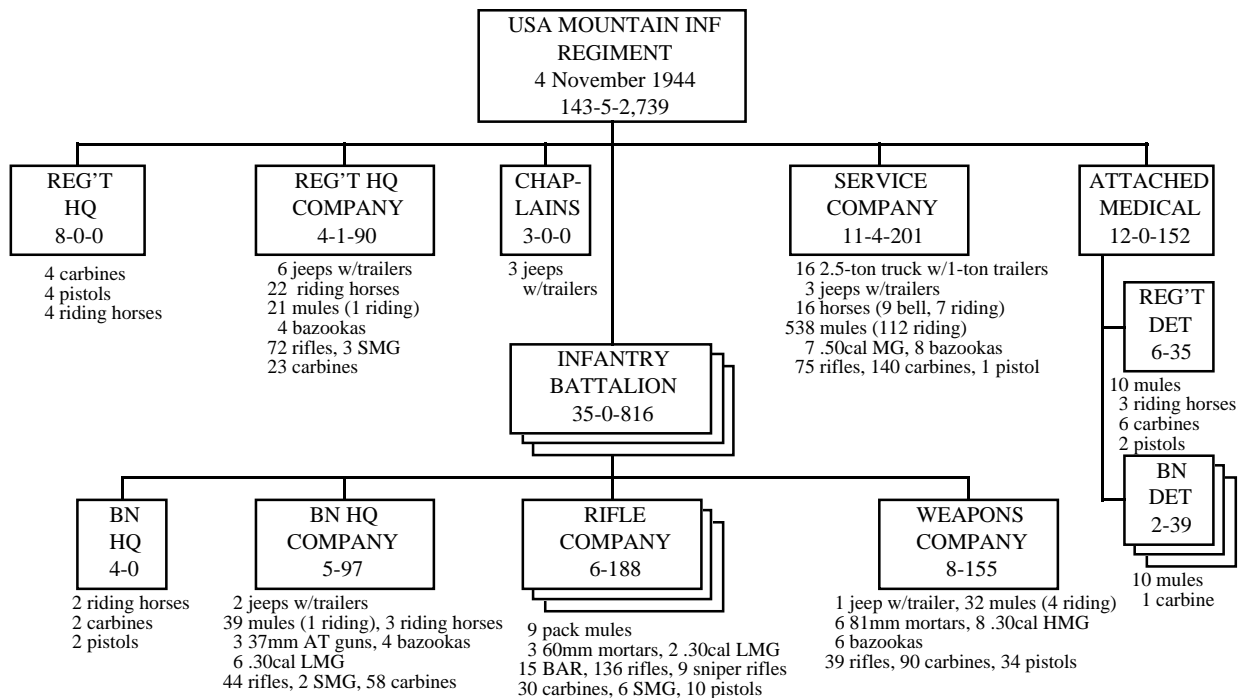 USA MOUNTAIN INF
REGIMENT
4 November 1944
143-5-2,739
REG'T
HQ
8-0-0
4 carbines
4 pistols
4 riding horses
REG'T HQ
COMPANY
4-1-90
6 jeeps w/trailers
22 riding horses
21 mules (1 riding)
4 bazookas
72 rifles, 3 SMG
23 carbines
CHAP-
LAINS
3-0-0
3 jeeps
w/trailers
SERVICE
COMPANY
11-4-201
16 2.5-ton truck w/1-ton trailers
3 jeeps w/trailers
16 horses (9 bell, 7 riding)
538 mules (112 riding)
7 .50cal MG, 8 bazookas
75 rifles, 140 carbines, 1 pistol
ATTACHED
MEDICAL
12-0-152
REG'T
DET
6-35
10 mules
3 riding horses
6 carbines
2 pistols
BN
DET
2-39
10 mules
1 carbine
INFANTRY
BATTALION
35-0-816
BN
HQ
4-0
2 riding horses
2 carbines
2 pistols
BN HQ
COMPANY
5-97
2 jeeps w/trailers
39 mules (1 riding), 3 riding horses
3 37mm AT guns, 4 bazookas
6 .30cal LMG
44 rifles, 2 SMG, 58 carbines
RIFLE
COMPANY
6-188
9 pack mules
3 60mm mortars, 2 .30cal LMG
15 BAR, 136 rifles, 9 sniper rifles
30 carbines, 6 SMG, 10 pistols
WEAPONS
COMPANY
8-155
1 jeep w/trailer, 32 mules (4 riding)
6 81mm mortars, 8 .30cal HMG
6 bazookas
39 rifles, 90 carbines, 34 pistols